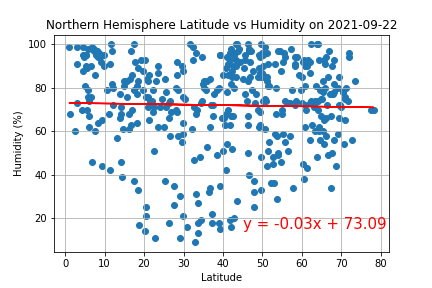 Northern Hemisphere Latitude vs Humidity on 2021-09-22
100
80
60
40
20
Humidity (%)
y = -0.03x + 73.09
0 10 20 30 40 50 60 70 80
Latitude